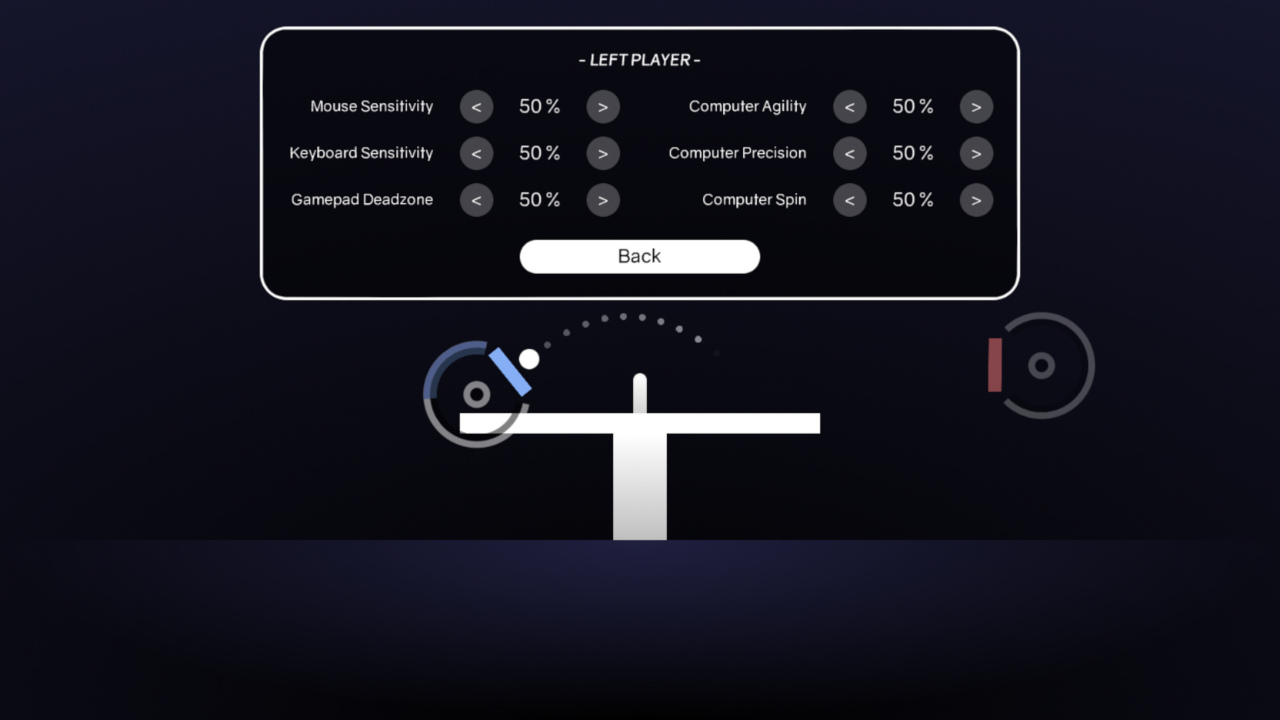 - LEFT PLAYER -
Mouse Sensitivity < 50 % > Computer Agility < 50 % >
Keyboard Sensitivity < 50 % > Computer Precision < 50 % >
Gamepad Deadzone < 50 % > Computer Spin < 50 % >
Back